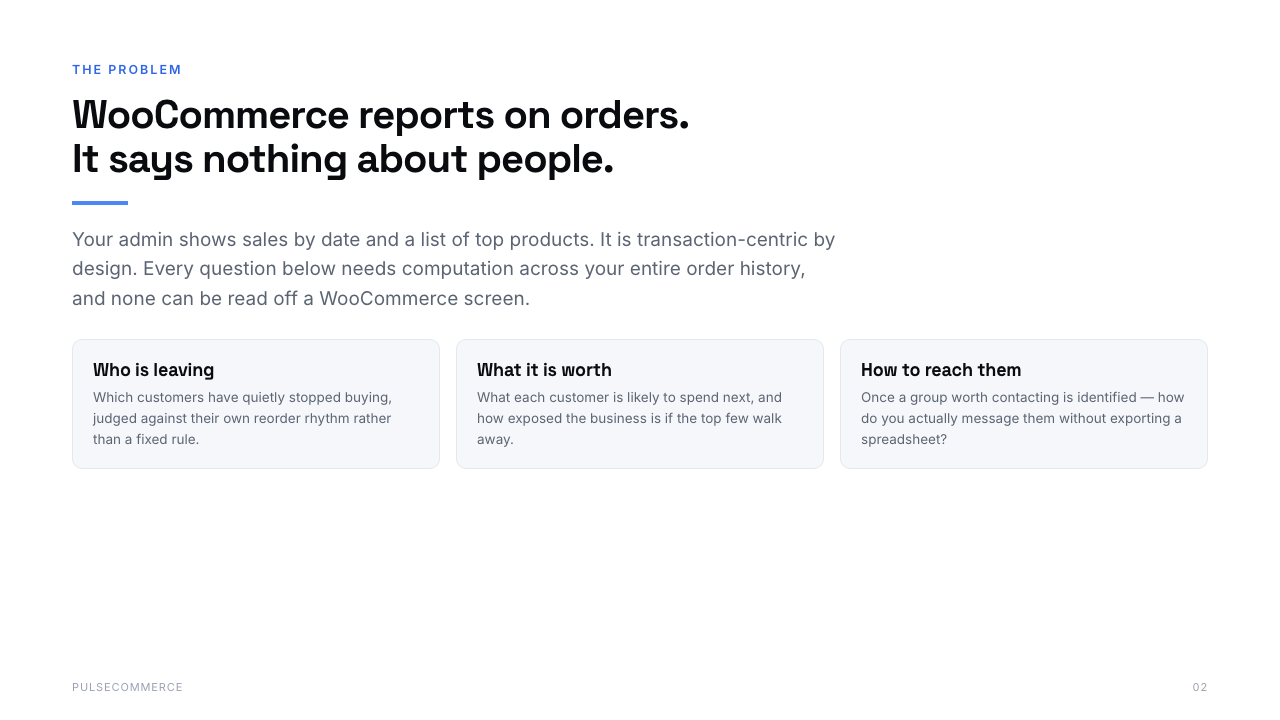 THE PROBLEM
WooCommerce reports on orders.
It says nothing about people.
Your admin shows sales by date and a list of top products. It is transaction-centric by
design. Every question below needs computation across your entire order history,
and none can be read off a WooCommerce screen.
Who is leaving
Which customers have quietly stopped buying,
judged against their own reorder rhythm rather
than a fixed rule.
What it is worth
What each customer is likely to spend next, and
how exposed the business is if the top few walk
away.
How to reach them
Once a group worth contacting is identified — how
do you actually message them without exporting a
spreadsheet?
PULSECOMMERCE
02